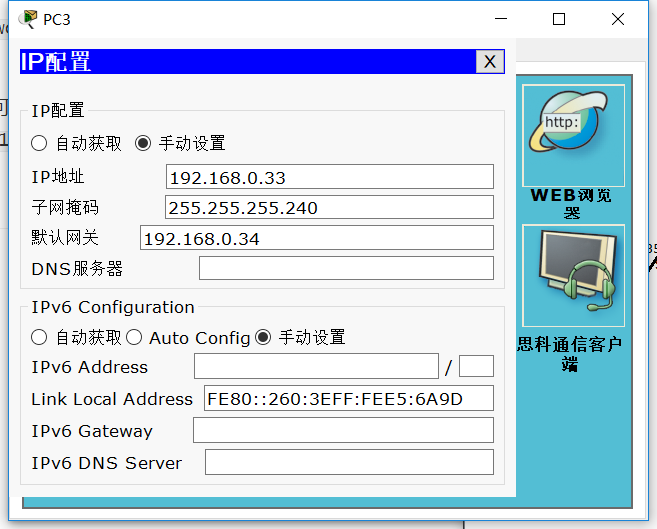 PC3
IP配置
X
IP配置
自动获取 手动设置
IP地址 192.168.0.33
子网掩码 255.255.255.240
默认网关 192.168.0.34
DNS服务器
IPv6 Configuration
自动获取 Auto Config 手动设置
IPv6 Address /
Link Local Address FE80::260:3EFF:FEE5:6A9D
IPv6 Gateway
IPv6 DNS Server
http:
WEB浏览
器
思科通信客户
端